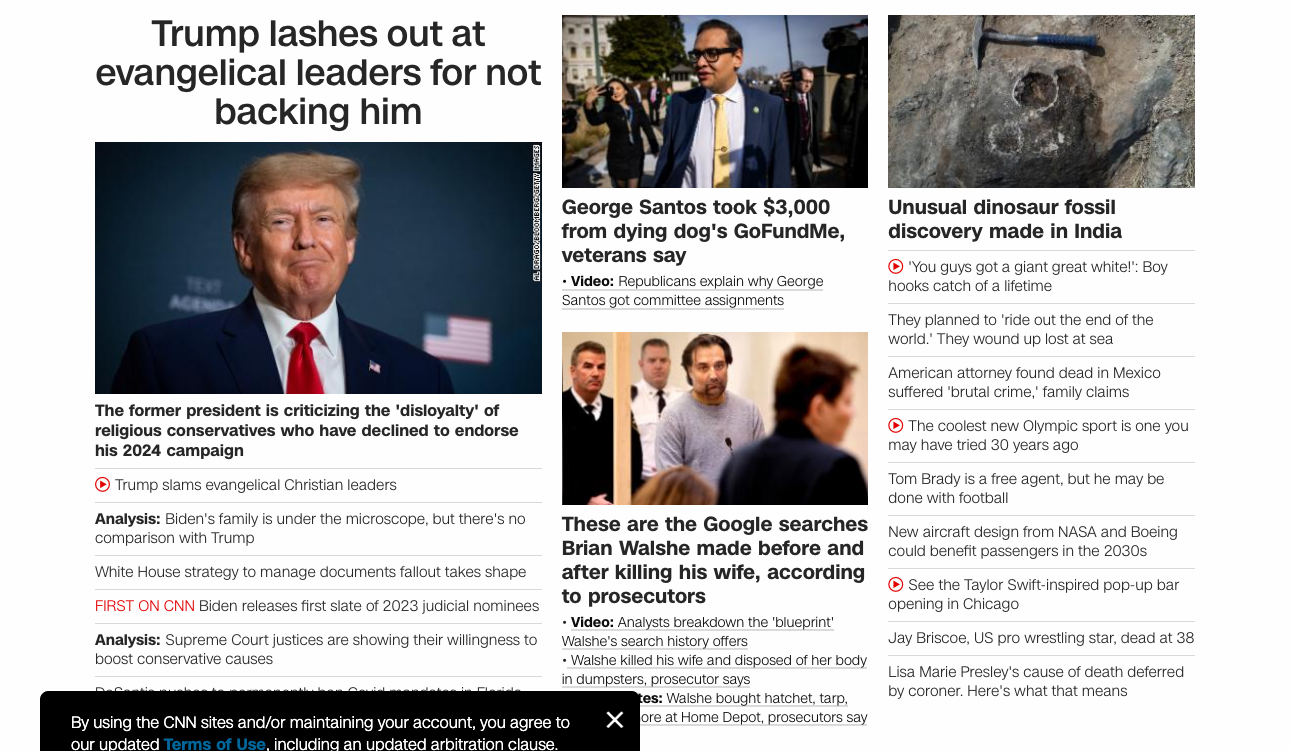 Trump lashes out at
evangelical leaders for not
backing him
TEXT
AGENDA
AL DRAGO/BLOOMBERG/GETTY IMAGES
The former president is criticizing the 'disloyalty' of
religious conservatives who have declined to endorse
his 2024 campaign
Trump slams evangelical Christian leaders
Analysis: Biden's family is under the microscope, but there's no
comparison with Trump
White House strategy to manage documents fallout takes shape
FIRST ON CNN Biden releases first slate of 2023 judicial nominees
Analysis: Supreme Court justices are showing their willingness to
boost conservative causes
DeSantis pushes to permanently ban Covid mandates in Florida
George Santos took $3,000
from dying dog's GoFundMe,
veterans say
• Video: Republicans explain why George
Santos got committee assignments
These are the Google searches
Brian Walshe made before and
after killing his wife, according
to prosecutors
• Video: Analysts breakdown the 'blueprint'
Walshe's search history offers
• Walshe killed his wife and disposed of her body
in dumpsters, prosecutor says
tes: Walshe bought hatchet, tarp,
ore at Home Depot, prosecutors say
Unusual dinosaur fossil
discovery made in India
'You guys got a giant great white!': Boy
hooks catch of a lifetime
They planned to 'ride out the end of the
world.' They wound up lost at sea
American attorney found dead in Mexico
suffered 'brutal crime,' family claims
The coolest new Olympic sport is one you
may have tried 30 years ago
Tom Brady is a free agent, but he may be
done with football
New aircraft design from NASA and Boeing
could benefit passengers in the 2030s
See the Taylor Swift-inspired pop-up bar
opening in Chicago
Jay Briscoe, US pro wrestling star, dead at 38
Lisa Marie Presley's cause of death deferred
by coroner. Here's what that means
By using the CNN sites and/or maintaining your account, you agree to
our updated Terms of Use, including an updated arbitration clause.